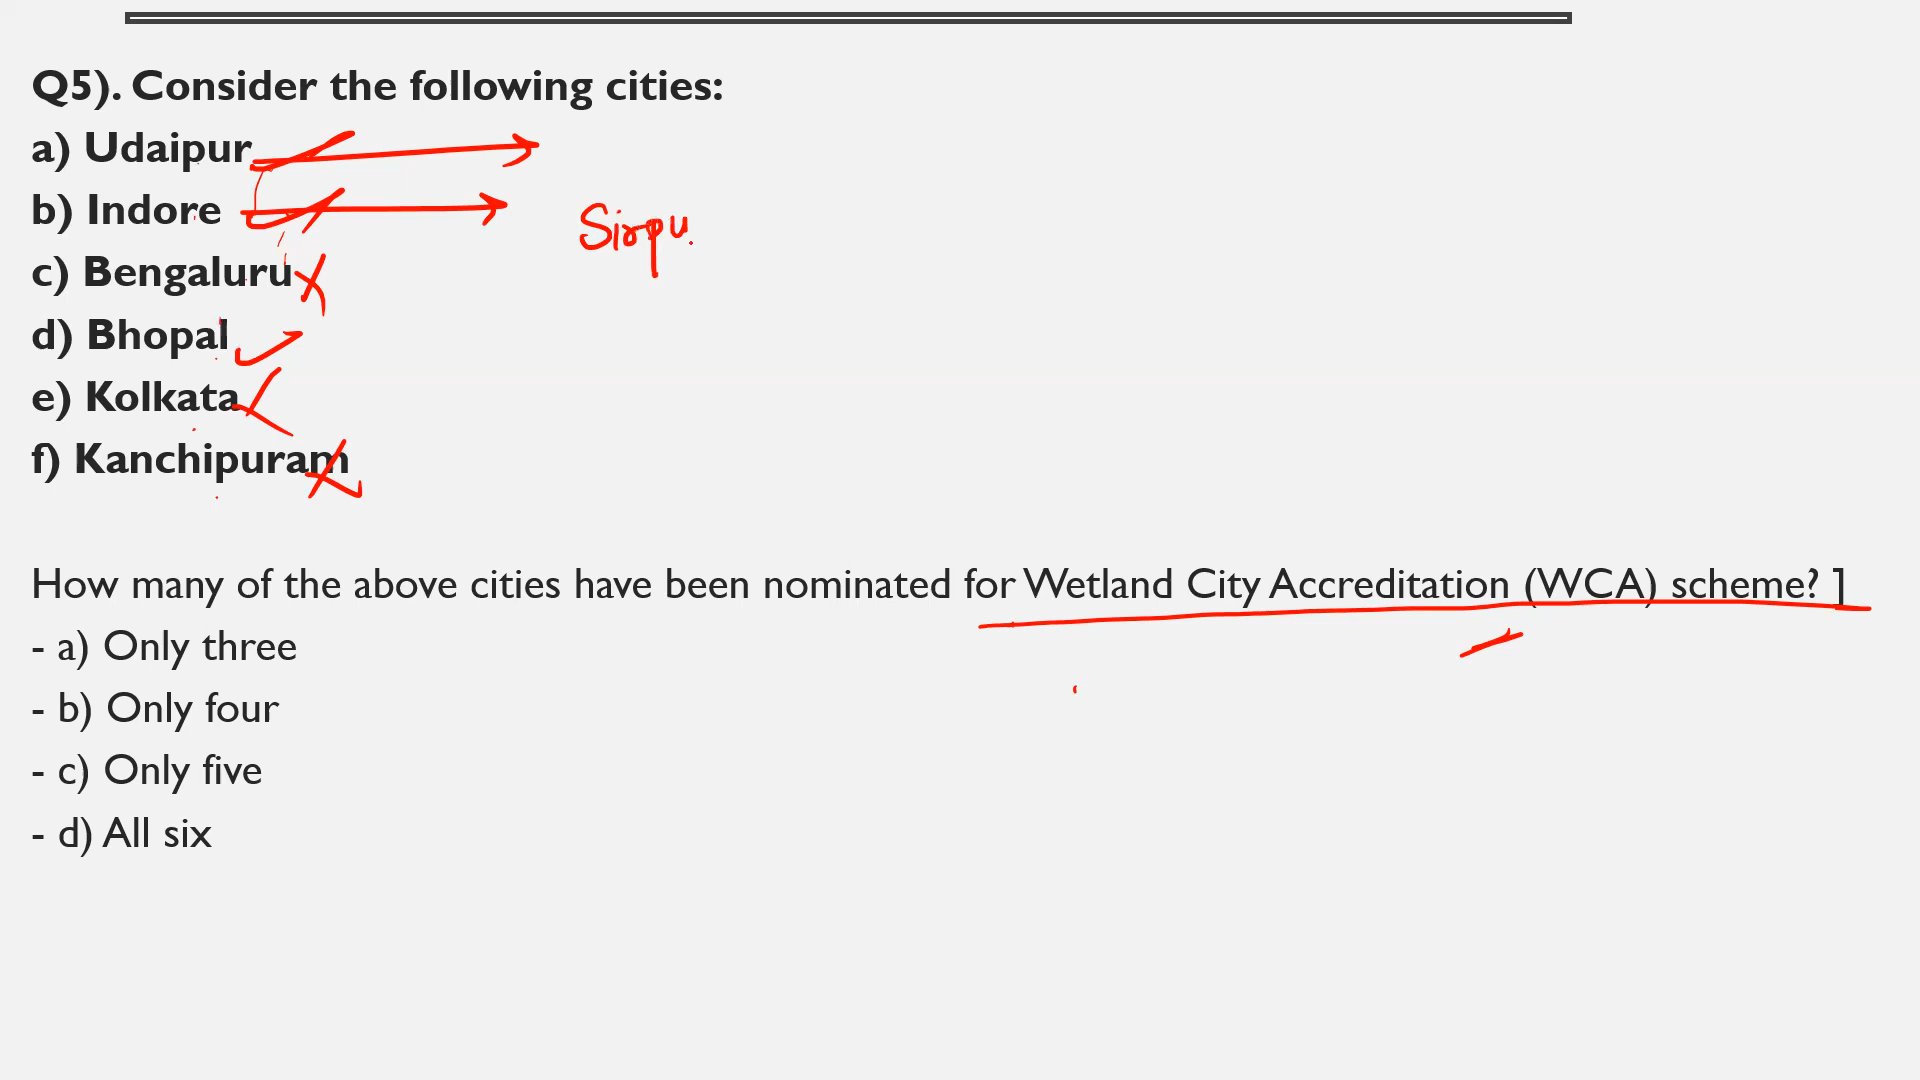 Q5). Consider the following cities:
a) Udaipur
b) Indore
Sirpu
c) Bengaluru
d) Bhopal
e) Kolkata
f) Kanchipuram
How many of the above cities have been nominated for Wetland City Accreditation (WCA) scheme? ]
- a) Only three
- b) Only four
- c) Only five
- d) All six